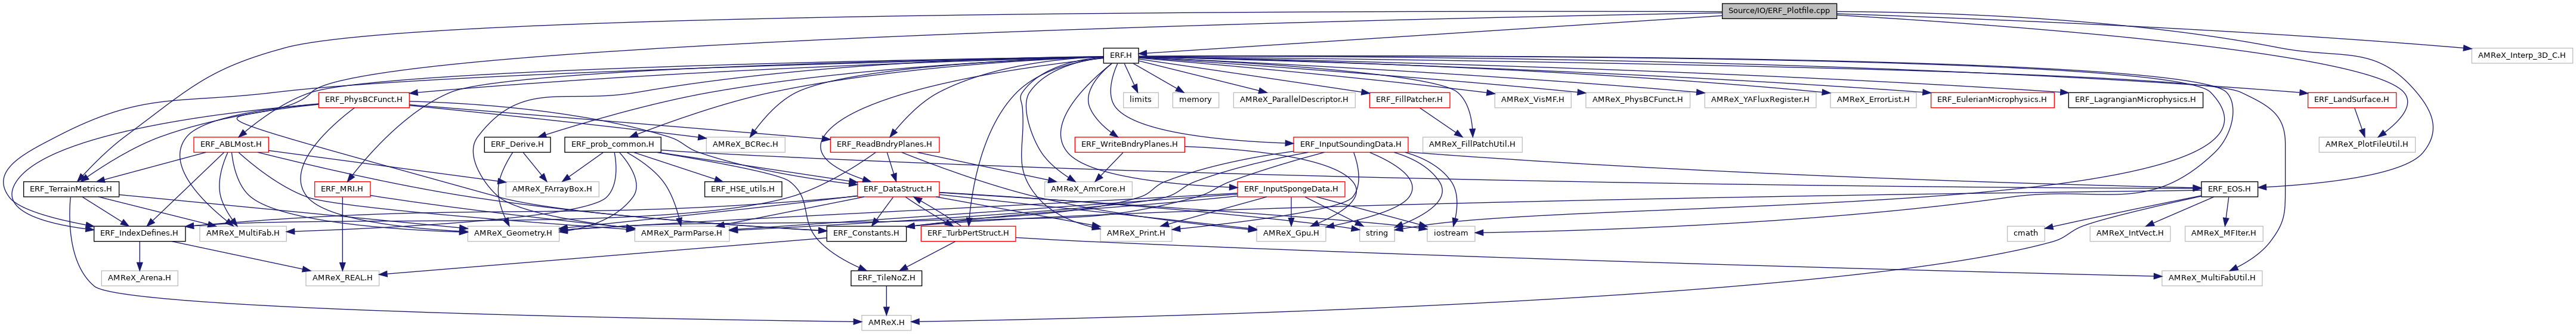 Source/IO/ERF_Plotfile.cpp
ERF.H
AMReX_Interp_3D_C.H
ERF_PhysBCFunct.H
limits
memory
AMReX_ParallelDescriptor.H
ERF_FillPatcher.H
AMReX_VisMF.H
AMReX_PhysBCFunct.H
AMReX_YAFluxRegister.H
AMReX_ErrorList.H
ERF_EulerianMicrophysics.H
ERF_LagrangianMicrophysics.H
ERF_LandSurface.H
ERF_ABLMost.H
ERF_Derive.H
ERF_prob_common.H
AMReX_BCRec.H
ERF_ReadBndryPlanes.H
ERF_WriteBndryPlanes.H
ERF_InputSoundingData.H
AMReX_FillPatchUtil.H
AMReX_PlotFileUtil.H
ERF_TerrainMetrics.H
ERF_MRI.H
AMReX_FArrayBox.H
ERF_HSE_utils.H
ERF_DataStruct.H
AMReX_AmrCore.H
ERF_InputSpongeData.H
ERF_EOS.H
ERF_IndexDefines.H
AMReX_MultiFab.H
AMReX_Geometry.H
AMReX_ParmParse.H
ERF_Constants.H
ERF_TurbPertStruct.H
AMReX_Print.H
AMReX_Gpu.H
string
iostream
cmath
AMReX_IntVect.H
AMReX_MFIter.H
AMReX_Arena.H
AMReX_REAL.H
ERF_TileNoZ.H
AMReX_MultiFabUtil.H
AMReX.H